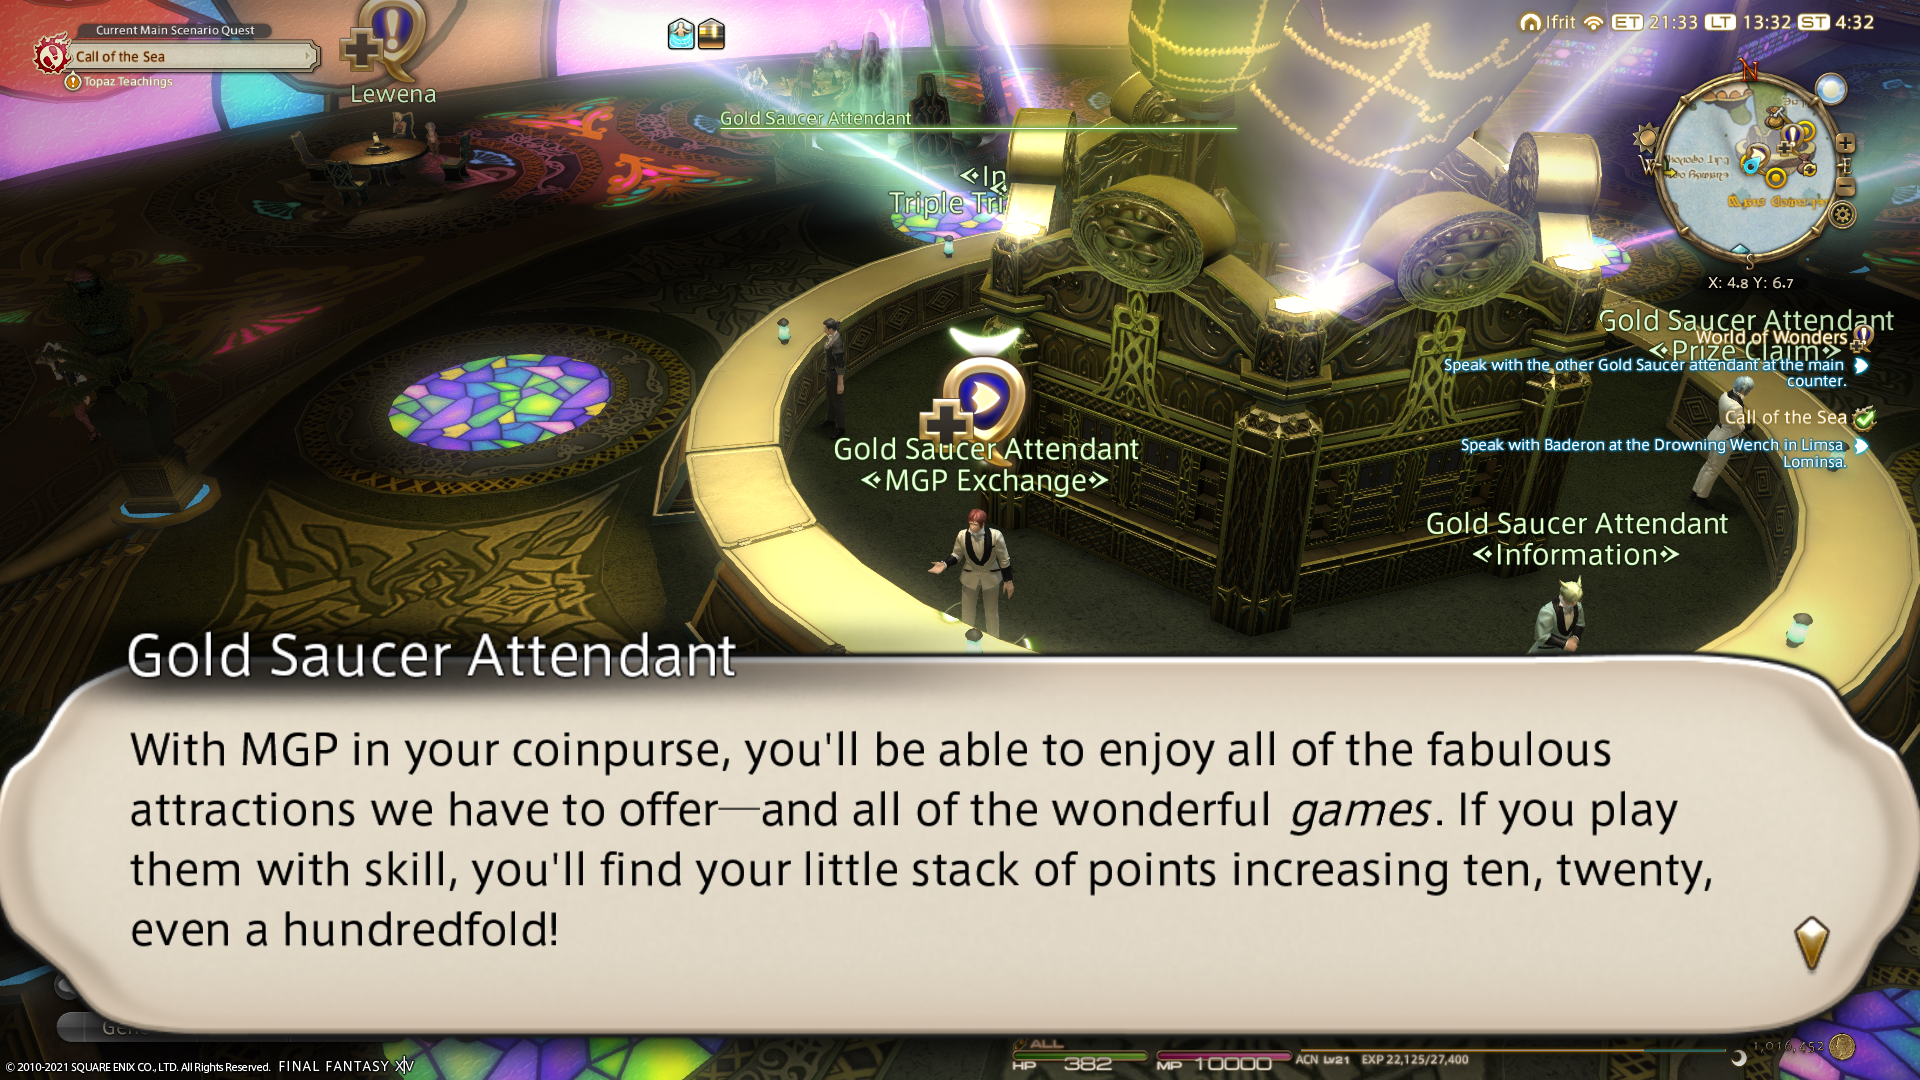 Current Main Scenario Quest
Call of the Sea
Topaz Teachings
Lewena
Ifrit ET 21:33 LT 13:32 ST 4:32
N
W
E
S
X: 4.8 Y: 6.7
Gold Saucer Attendant
<In
Triple Tri
Gold Saucer Attendant
<Prize Claim>
World of Wonders
Speak with the other Gold Saucer attendant at the main
counter.
Call of the Sea
Speak with Baderon at the Drowning Wench in Limsa
Lominsa.
Gold Saucer Attendant
<MGP Exchange>
Gold Saucer Attendant
<Information>
Gold Saucer Attendant
With MGP in your coinpurse, you'll be able to enjoy all of the fabulous
attractions we have to offer—and all of the wonderful games. If you play
them with skill, you'll find your little stack of points increasing ten, twenty,
even a hundredfold!
ALL
HP 382 MP 10000 ACN Lv21 EXP 22,125/27,400
1,016,452
© 2010-2021 SQUARE ENIX CO., LTD. All Rights Reserved. FINAL FANTASY XIV